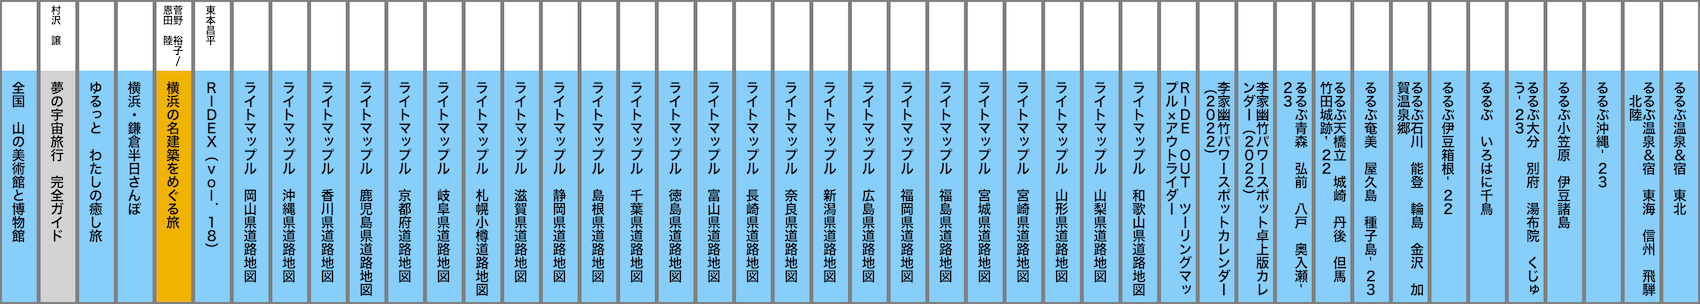 全国　山の美術館と博物館
村沢　譲
夢の宇宙旅行　完全ガイド
ゆるっと　わたしの癒し旅
横浜・鎌倉半日さんぽ
菅野　裕子/
恩田　陸
横浜の名建築をめぐる旅
東本昌平
RIDEX（vol.18）
ライトマップル　岡山県道路地図
ライトマップル　沖縄県道路地図
ライトマップル　香川県道路地図
ライトマップル　鹿児島県道路地図
ライトマップル　京都府道路地図
ライトマップル　岐阜県道路地図
ライトマップル　札幌小樽道路地図
ライトマップル　滋賀県道路地図
ライトマップル　静岡県道路地図
ライトマップル　島根県道路地図
ライトマップル　千葉県道路地図
ライトマップル　徳島県道路地図
ライトマップル　富山県道路地図
ライトマップル　長崎県道路地図
ライトマップル　奈良県道路地図
ライトマップル　新潟県道路地図
ライトマップル　広島県道路地図
ライトマップル　福岡県道路地図
ライトマップル　福島県道路地図
ライトマップル　宮城県道路地図
ライトマップル　宮崎県道路地図
ライトマップル　山形県道路地図
ライトマップル　山梨県道路地図
ライトマップル　和歌山県道路地図
RIDE　OUT　ツーリングマッ
プル×アウトライダー
李家幽竹パワースポットカレンダー
（2022）
李家幽竹パワースポット卓上版カレ
ンダー（2022）
るるぶ青森　弘前　八戸　奥入瀬'
23
るるぶ天橋立　城崎　丹後　但馬
竹田城跡'22
るるぶ奄美　屋久島　種子島'23
るるぶ石川　能登　輪島　金沢　加
賀温泉郷
るるぶ伊豆箱根'22
るるぶ　いろはに千鳥
るるぶ大分　別府　湯布院　くじゅ
う'23
るるぶ小笠原　伊豆諸島
るるぶ沖縄'23
るるぶ温泉&宿　東海　信州　飛騨
北陸
るるぶ温泉&宿　東北